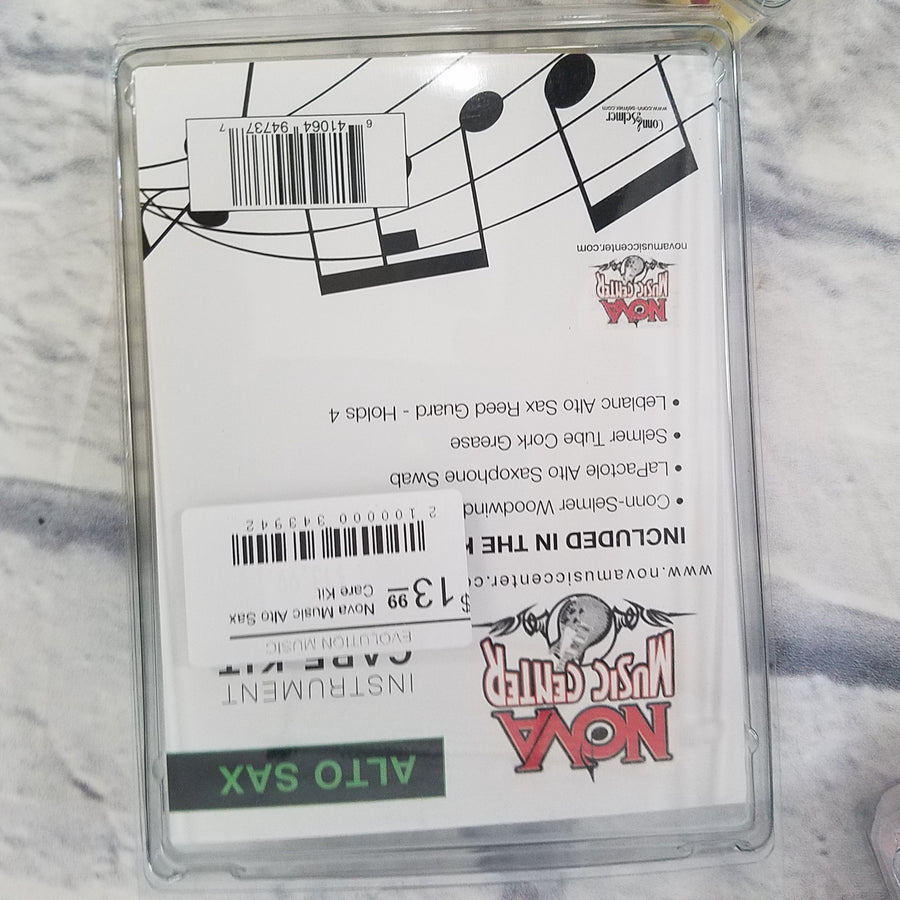 ALTO SAX
NOVA
MUSIC CENTER
INSTRUMENT
CARE KIT
EVOLUTION MUSIC
Nova Music Alto Sax
Care Kit
$13.99
2 100000 343942
www.novamusiccenter.co
INCLUDED IN THE
• Conn-Selmer Woodwind
• LaPactole Alto Saxophone Swab
• Selmer Tube Cork Grease
• Leblanc Alto Sax Reed Guard - Holds 4
NOVA
MUSIC CENTER
novamusiccenter.com
6 41064 94737 7
Conn Selmer
www.conn-selmer.com